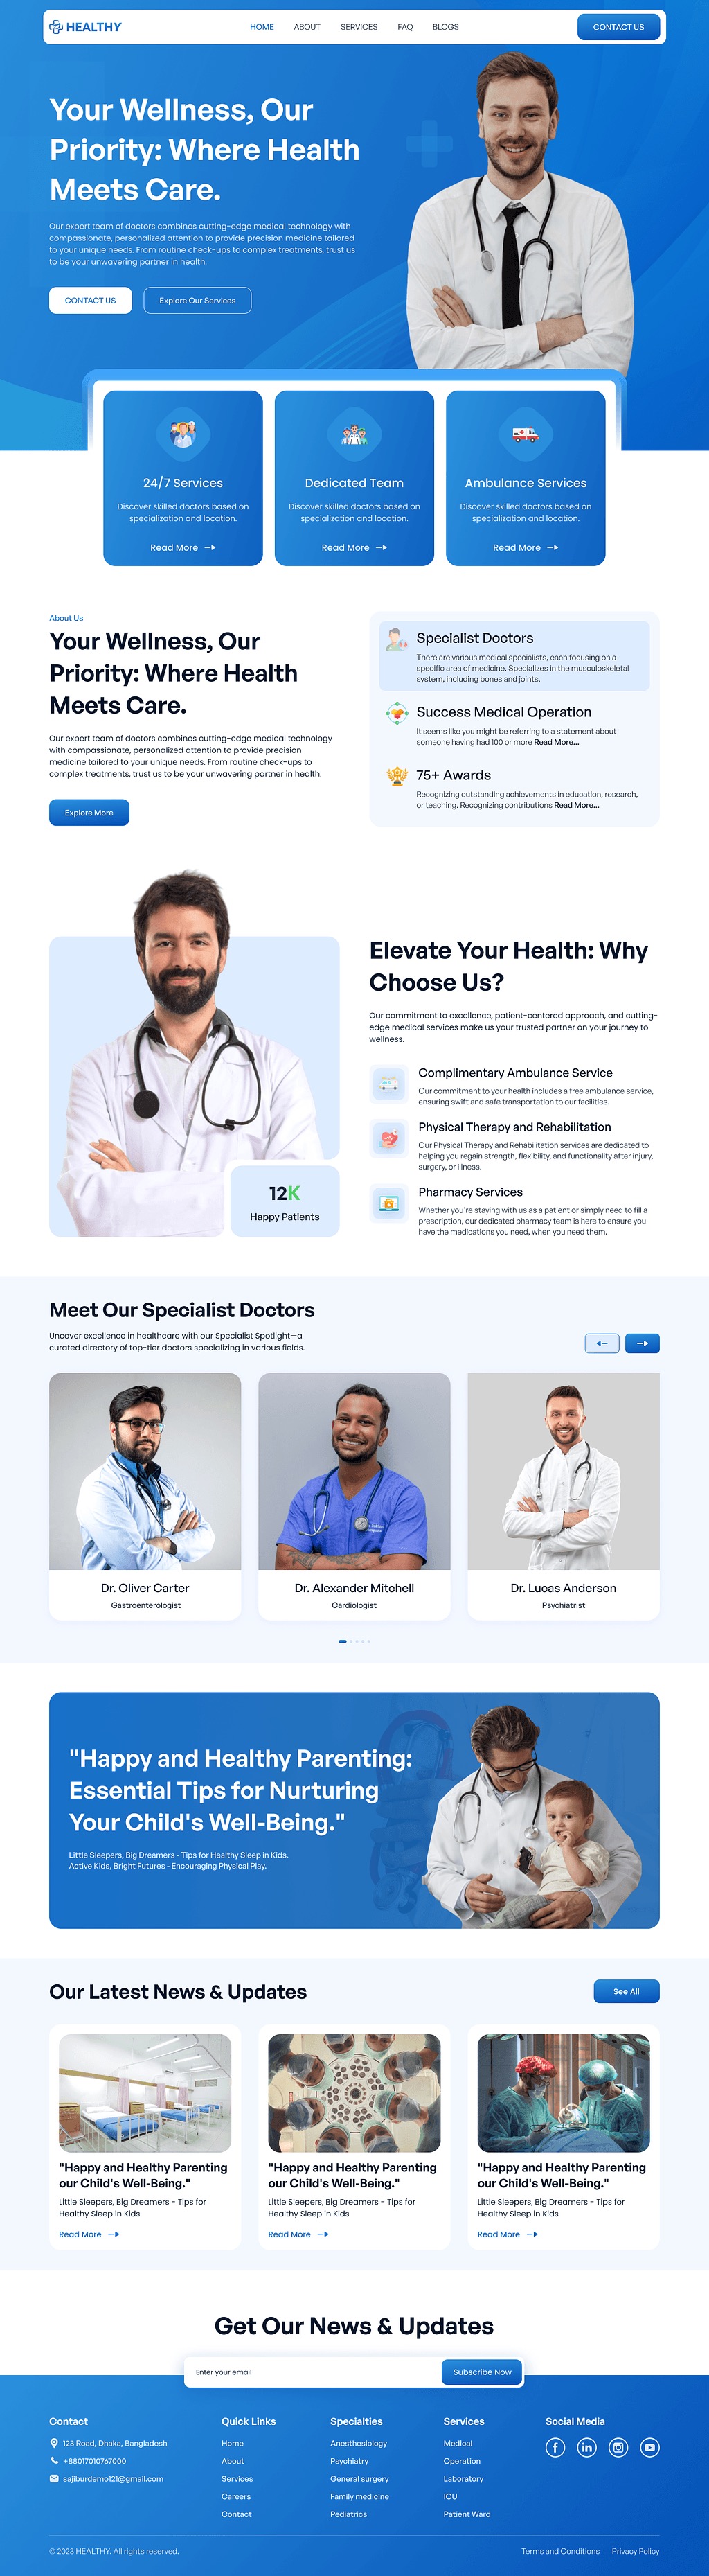 HEALTHY
HOME
ABOUT
SERVICES
FAQ
BLOGS
CONTACT US
Your Wellness, Our
Priority: Where Health
Meets Care.
Our expert team of doctors combines cutting-edge medical technology with
compassionate, personalized attention to provide precision medicine tailored
to your unique needs. From routine check-ups to complex treatments, trust us
to be your unwavering partner in health.
CONTACT US
Explore Our Services
24/7 Services
Discover skilled doctors based on
specialization and location.
Read More
Dedicated Team
Discover skilled doctors based on
specialization and location.
Read More
Ambulance Services
Discover skilled doctors based on
specialization and location.
Read More
About Us
Your Wellness, Our
Priority: Where Health
Meets Care.
Our expert team of doctors combines cutting-edge medical technology
with compassionate, personalized attention to provide precision
medicine tailored to your unique needs. From routine check-ups to
complex treatments, trust us to be your unwavering partner in health.
Explore More
Specialist Doctors
There are various medical specialists, each focusing on a
specific area of medicine. Specializes in the musculoskeletal
system, including bones and joints.
Success Medical Operation
It seems like you might be referring to a statement about
someone having had 100 or more Read More...
75+ Awards
Recognizing outstanding achievements in education, research,
or teaching. Recognizing contributions Read More...
12K
Happy Patients
Elevate Your Health: Why
Choose Us?
Our commitment to excellence, patient-centered approach, and cutting-
edge medical services make us your trusted partner on your journey to
wellness.
Complimentary Ambulance Service
Our commitment to your health includes a free ambulance service,
ensuring swift and safe transportation to our facilities.
Physical Therapy and Rehabilitation
Our Physical Therapy and Rehabilitation services are dedicated to
helping you regain strength, flexibility, and functionality after injury,
surgery, or illness.
Pharmacy Services
Whether you're staying with us as a patient or simply need to fill a
prescription, our dedicated pharmacy team is here to ensure you
have the medications you need, when you need them.
Meet Our Specialist Doctors
Uncover excellence in healthcare with our Specialist Spotlight—a
curated directory of top-tier doctors specializing in various fields.
Dr. Oliver Carter
Gastroenterologist
Dr. Alexander Mitchell
Cardiologist
Dr. Lucas Anderson
Psychiatrist
"Happy and Healthy Parenting:
Essential Tips for Nurturing
Your Child's Well-Being."
Little Sleepers, Big Dreamers - Tips for Healthy Sleep in Kids.
Active Kids, Bright Futures - Encouraging Physical Play.
Our Latest News & Updates
See All
"Happy and Healthy Parenting
our Child's Well-Being."
Little Sleepers, Big Dreamers - Tips for
Healthy Sleep in Kids
Read More
"Happy and Healthy Parenting
our Child's Well-Being."
Little Sleepers, Big Dreamers - Tips for
Healthy Sleep in Kids
Read More
"Happy and Healthy Parenting
our Child's Well-Being."
Little Sleepers, Big Dreamers - Tips for
Healthy Sleep in Kids
Read More
Get Our News & Updates
Enter your email
Subscribe Now
Contact
123 Road, Dhaka, Bangladesh
+88017010767000
sajiburdemo121@gmail.com
Quick Links
Home
About
Services
Careers
Contact
Specialties
Anesthesiology
Psychiatry
General surgery
Family medicine
Pediatrics
Services
Medical
Operation
Laboratory
ICU
Patient Ward
Social Media
© 2023 HEALTHY. All rights reserved.
Terms and Conditions
Privacy Policy